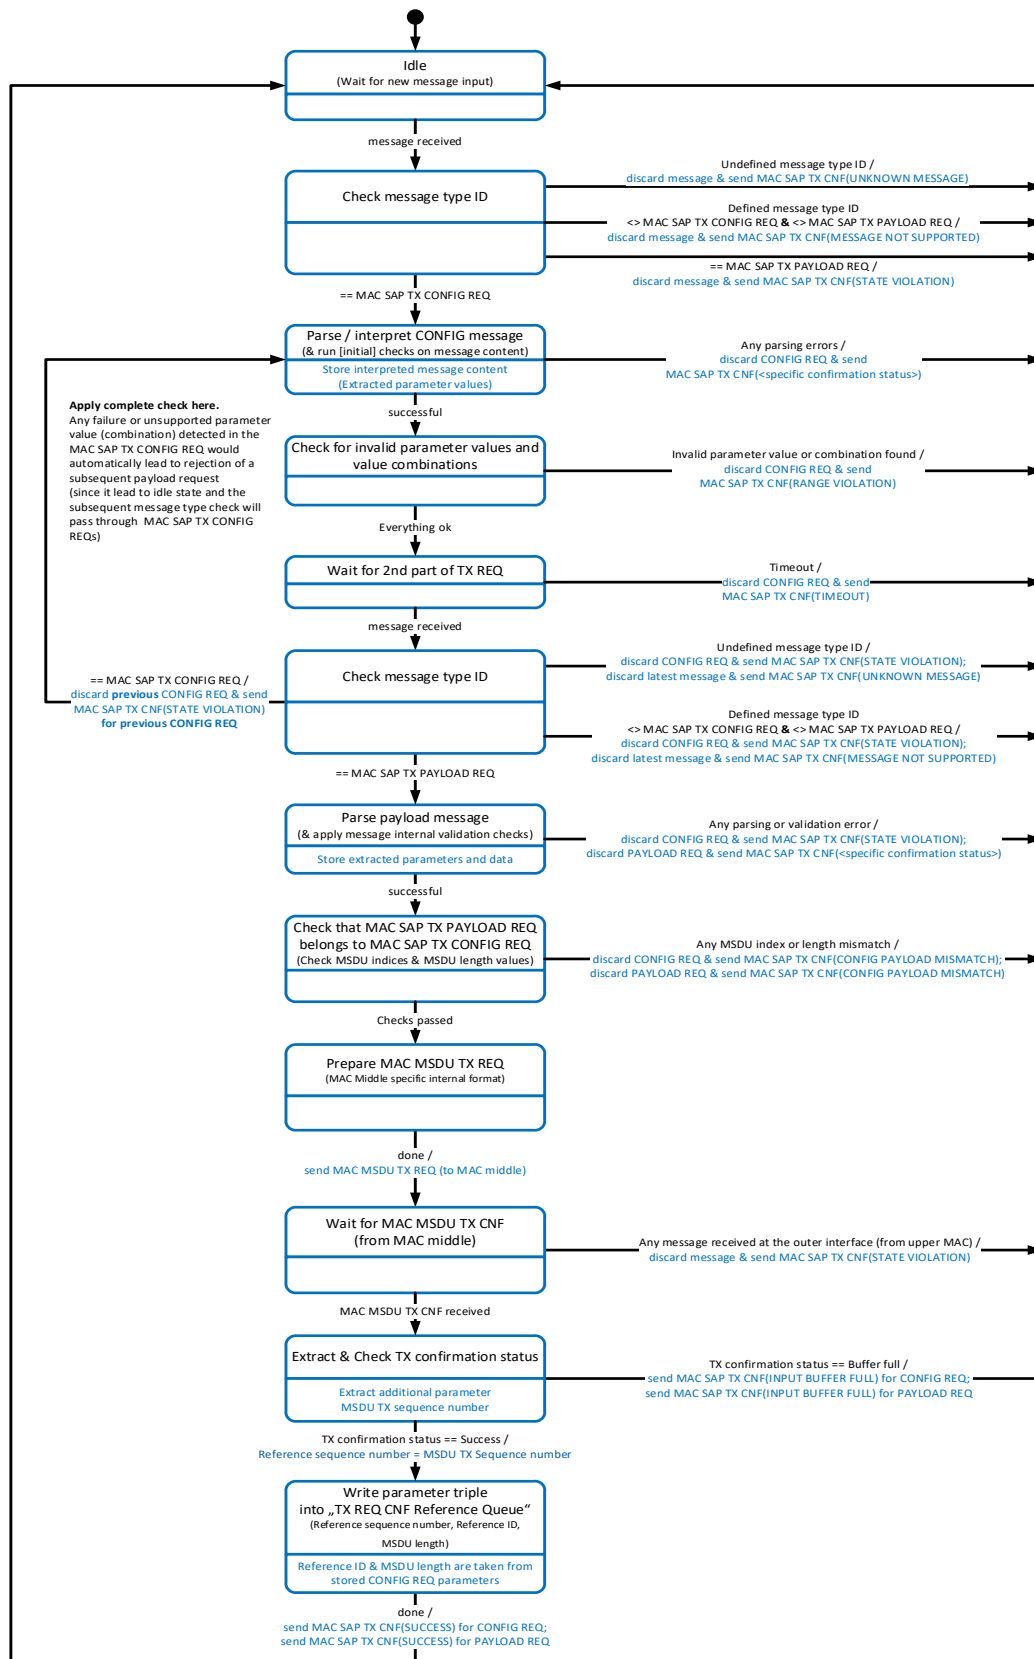 Idle
(Wait for new message input)
message received
Check message type ID
Undefined message type ID /
discard message & send MAC SAP TX CNF(UNKNOWN MESSAGE)
Defined message type ID
<> MAC SAP TX CONFIG REQ & <> MAC SAP TX PAYLOAD REQ /
discard message & send MAC SAP TX CNF(MESSAGE NOT SUPPORTED)
== MAC SAP TX PAYLOAD REQ /
discard message & send MAC SAP TX CNF(STATE VIOLATION)
== MAC SAP TX CONFIG REQ
Parse / interpret CONFIG message
(& run [initial] checks on message content)
Store interpreted message content
(Extracted parameter values)
Any parsing errors /
discard CONFIG REQ & send
MAC SAP TX CNF(<specific confirmation status>)
successful
Apply complete check here.
Any failure or unsupported parameter
value (combination) detected in the
MAC SAP TX CONFIG REQ would
automatically lead to rejection of a
subsequent payload request
(since it lead to idle state and the
subsequent message type check will
pass through MAC SAP TX CONFIG
REQs)
Check for invalid parameter values and
value combinations
Invalid parameter value or combination found /
discard CONFIG REQ & send
MAC SAP TX CNF(RANGE VIOLATION)
Everything ok
Wait for 2nd part of TX REQ
Timeout /
discard CONFIG REQ & send
MAC SAP TX CNF(TIMEOUT)
message received
Check message type ID
Undefined message type ID /
discard CONFIG REQ & send MAC SAP TX CNF(STATE VIOLATION);
discard latest message & send MAC SAP TX CNF(UNKNOWN MESSAGE)
== MAC SAP TX CONFIG REQ /
discard previous CONFIG REQ & send
MAC SAP TX CNF(STATE VIOLATION)
for previous CONFIG REQ
Defined message type ID
<> MAC SAP TX CONFIG REQ & <> MAC SAP TX PAYLOAD REQ /
discard CONFIG REQ & send MAC SAP TX CNF(STATE VIOLATION);
discard latest message & send MAC SAP TX CNF(MESSAGE NOT SUPPORTED)
== MAC SAP TX PAYLOAD REQ
Parse payload message
(& apply message internal validation checks)
Store extracted parameters and data
Any parsing or validation error /
discard CONFIG REQ & send MAC SAP TX CNF(STATE VIOLATION);
discard PAYLOAD REQ & send MAC SAP TX CNF(<specific confirmation status>)
successful
Check that MAC SAP TX PAYLOAD REQ
belongs to MAC SAP TX CONFIG REQ
(Check MSDU indices & MSDU length values)
Any MSDU index or length mismatch /
discard CONFIG REQ & send MAC SAP TX CNF(CONFIG PAYLOAD MISMATCH);
discard PAYLOAD REQ & send MAC SAP TX CNF(CONFIG PAYLOAD MISMATCH)
Checks passed
Prepare MAC MSDU TX REQ
(MAC Middle specific internal format)
done /
send MAC MSDU TX REQ (to MAC middle)
Wait for MAC MSDU TX CNF
(from MAC middle)
Any message received at the outer interface (from upper MAC) /
discard message & send MAC SAP TX CNF(STATE VIOLATION)
MAC MSDU TX CNF received
Extract & Check TX confirmation status
Extract additional parameter
MSDU TX sequence number
TX confirmation status == Buffer full /
send MAC SAP TX CNF(INPUT BUFFER FULL) for CONFIG REQ;
send MAC SAP TX CNF(INPUT BUFFER FULL) for PAYLOAD REQ
TX confirmation status == Success /
Reference sequence number = MSDU TX Sequence number
Write parameter triple
into „TX REQ CNF Reference Queue“
(Reference sequence number, Reference ID,
MSDU length)
Reference ID & MSDU length are taken from
stored CONFIG REQ parameters
done /
send MAC SAP TX CNF(SUCCESS) for CONFIG REQ;
send MAC SAP TX CNF(SUCCESS) for PAYLOAD REQ